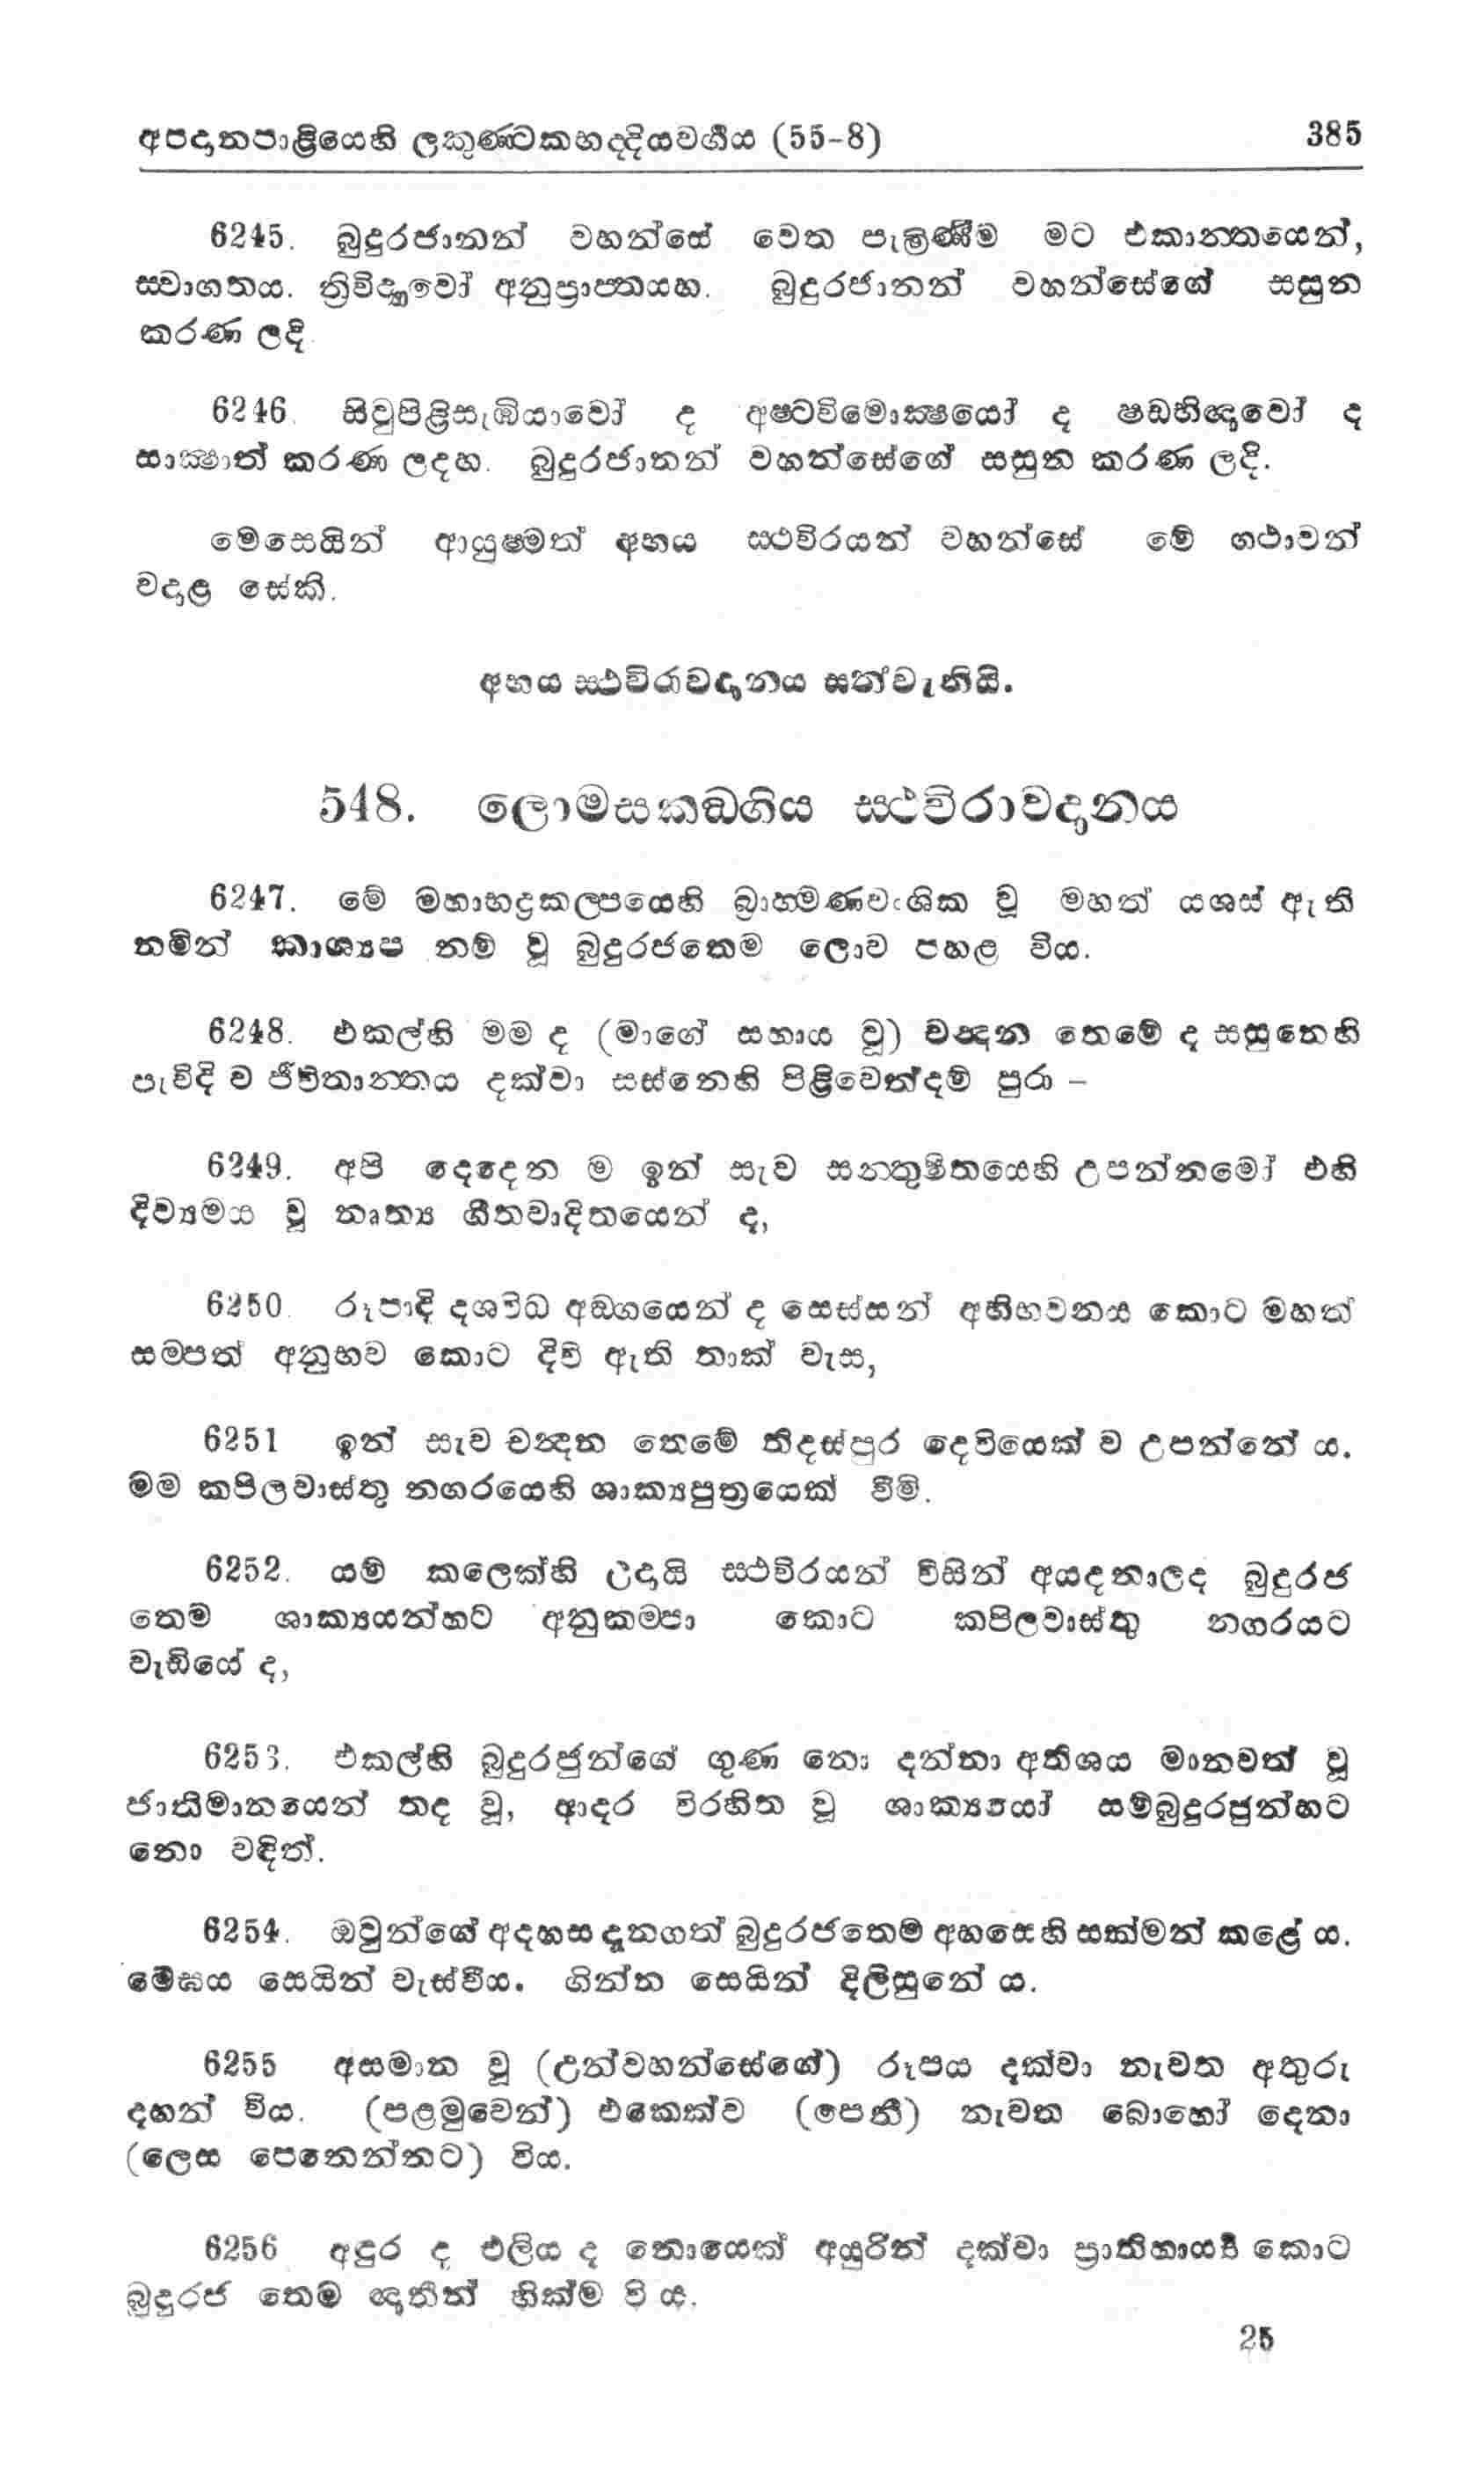 අපදානපාළියෙහි ලකුණ්ටකභද්දියවර්ගය (55-8) 385
6245. බුදුරජානන් වහන්සේ වෙත පැමිණීම මට එකාන්තයෙන්,
ස්වාගතය. ත්‍රිවිද්‍යාවෝ අනුප්‍රාප්තයහ. බුදුරජානන් වහන්සේගේ සසුන
කරණ ලදි.
6246. සිවුපිළිසැඹියාවෝ ද අෂ්ටවිමොක්‍ෂයෝ ද ෂඩභිඥාවෝ ද
සාක්‍ෂාත් කරණ ලදහ. බුදුරජානන් වහන්සේගේ සසුන කරණ ලදි.
මෙසෙයින් ආයුෂ්මත් අභය ස්ථවිරයන් වහන්සේ මේ ගථාවන්
වදාළ සේකි.
අභය ස්ථවිරාවදානය සත්වැනියි.
548. ලොමසකඞ්ගිය ස්ථවිරාවදානය
6247. මේ මහාභද්‍රකල්පයෙහි බ්‍රාහ්මණවංශික වූ මහත් යශස් ඇති
නමින් කාශ්‍යප නම් වූ බුදුරජතෙම ලොව පහළ විය.
6248. එකල්හි මම ද (මාගේ සහාය වූ) චන්‍දන තෙමේ ද සසුනෙහි
පැවිදි ව ජීවිතාන්තය දක්වා සස්නෙහි පිළිවෙත්දම් පුරා -
6249. අපි දෙදෙන ම ඉන් සැව සන්තුෂිතයෙහි උපන්නමෝ එහි
දිව්‍යමය වූ නෘත්‍ය ගීතවාදිතයෙන් ද,
6250. රූපාදි දශවිධ අඞ්ගයෙන් ද සෙස්සන් අභිභවනය කොට මහත්
සම්පත් අනුභව කොට දිවි ඇති තාක් වැස,
6251 ඉන් සැව චන්‍දන තෙමේ තිදස්පුර දෙවියෙක් ව උපන්නේ ය.
මම කපිලවාස්තු නගරයෙහි ශාක්‍යපුත්‍රයෙක් වීමි.
6252. යම් කලෙක්හි උදායි ස්ථවිරයන් විසින් අයදනාලද බුදුරජ
තෙම ශාක්‍යයන්හට අනුකම්පා කොට කපිලවාස්තු නගරයට
වැඩියේ ද,
6253. එකල්හි බුදුරජුන්ගේ ගුණ නො දන්නා අතිශය මානවත් වූ
ජාතිමානයෙන් තද වූ, ආදර විරහිත වූ ශාක්‍යයෝ සම්බුදුරජුන්හට
නො වඳිත්.
6254. ඔවුන්ගේ අදහස දැනගත් බුදුරජතෙම අහසෙහි සක්මන් කළේ ය.
මේඝය සෙයින් වැස්වීය. ගින්න සෙයින් දිලිසුනේ ය.
6255 අසමාන වූ (උන්වහන්සේගේ) රූපය දක්වා නැවත අතුරු
දහන් විය. (පළමුවෙන්) එකෙක්ව (පෙනී) නැවත බොහෝ දෙනා
(ලෙස පෙනෙන්නට) විය.
6256 අඳුර ද එලිය ද නොයෙක් අයුරින් දක්වා ප්‍රාතිහාර්‍ය්‍ය කොට
බුදුරජ තෙම ඥාතීන් හික්ම වි ය.
25